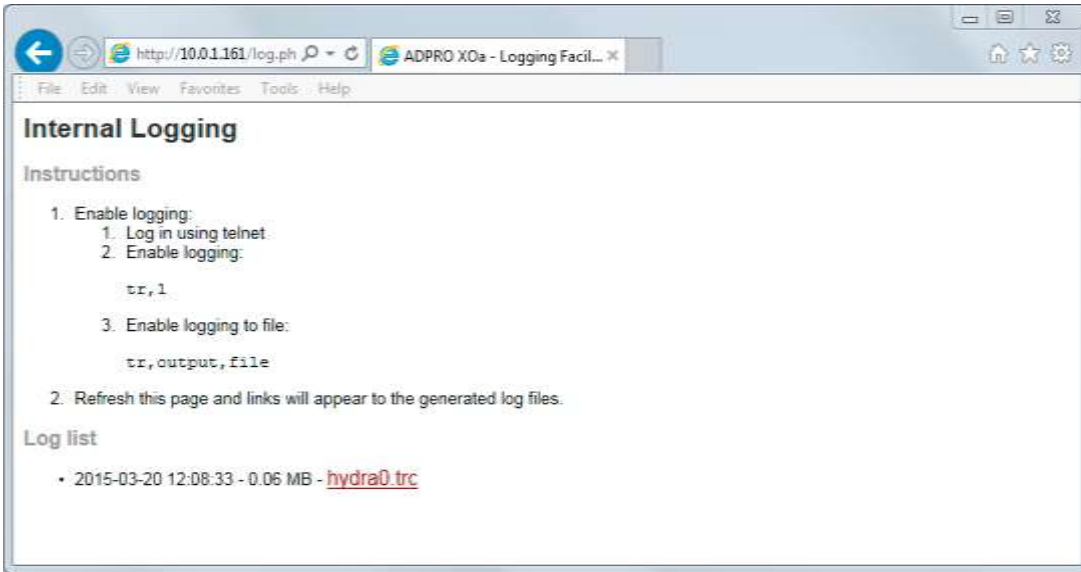 http://10.0.1.161/log.ph
ADPRO XOa - Logging Facil...
File Edit View Favorites Tools Help
Internal Logging
Instructions
1. Enable logging:
1. Log in using telnet
2. Enable logging:
tr,1
3. Enable logging to file:
tr,output,file
2. Refresh this page and links will appear to the generated log files.
Log list
• 2015-03-20 12:08:33 - 0.06 MB - hydra0.trc